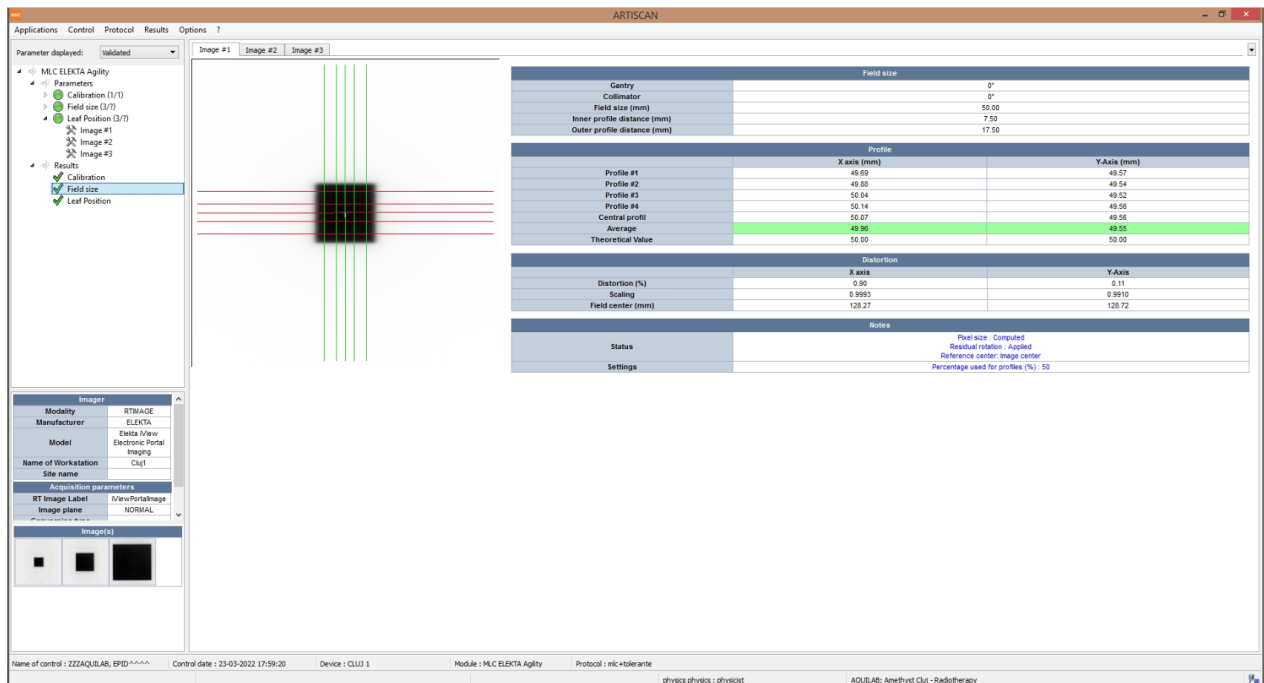 ARTISCAN
Applications Control Protocol Results Options ?
Parameter displayed: Validated
MLC ELEKTA Agility
Parameters
Calibration (1/1)
Field size (3/?)
Leaf Position (3/?)
Image #1
Image #2
Image #3
Results
Calibration
Field size
Leaf Position
Imager
Modality RTIMAGE
Manufacturer ELEKTA
Model Elekta iView Electronic Portal Imaging
Name of Workstation Cluj1
Site name
Acquisition parameters
RT Image Label iViewPortalImage
Image plane NORMAL
Image(s)
Image #1 Image #2 Image #3
Field size
Gantry 0°
Collimator 0°
Field size (mm) 50.00
Inner profile distance (mm) 7.50
Outer profile distance (mm) 17.50
Profile
X axis (mm) Y-Axis (mm)
Profile #1 49.69 49.57
Profile #2 49.88 49.54
Profile #3 50.04 49.52
Profile #4 50.14 49.56
Central profil 50.07 49.56
Average 49.96 49.55
Theoretical Value 50.00 50.00
Distortion
X axis Y-Axis
Distortion (%) 0.90 0.11
Scaling 0.9993 0.9910
Field center (mm) 128.27 128.72
Notes
Status Pixel size : Computed
Residual rotation : Applied
Reference center: Image center
Settings Percentage used for profiles (%) : 50
Name of control : ZZZAQUILAB, EPID^^^^ Control date : 23-03-2022 17:59:20 Device : CLUJ 1 Module : MLC ELEKTA Agility Protocol : mlc+tolerante
physics physics : physicist AQUILAB: Amethyst Cluj - Radiotherapy